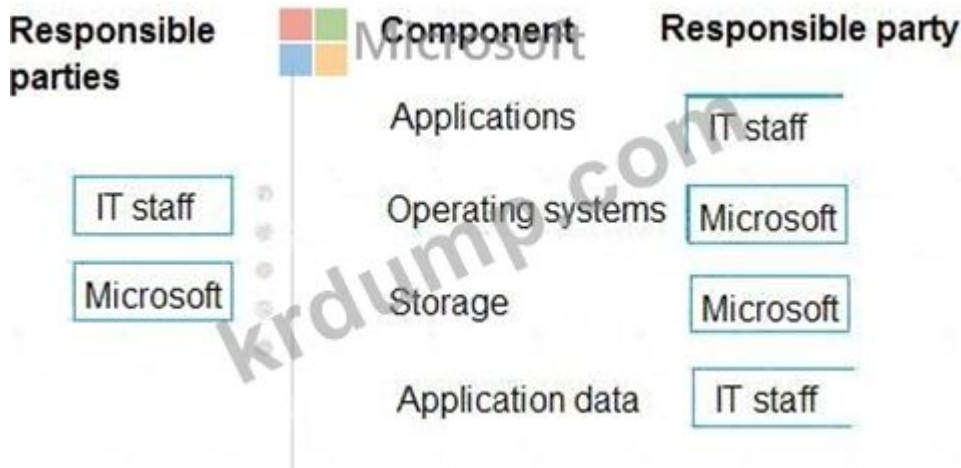 Responsible parties
IT staff
Microsoft
Microsoft
Component
Responsible party
Applications
IT staff
Operating systems
Microsoft
Storage
Microsoft
Application data
IT staff
krdump.com